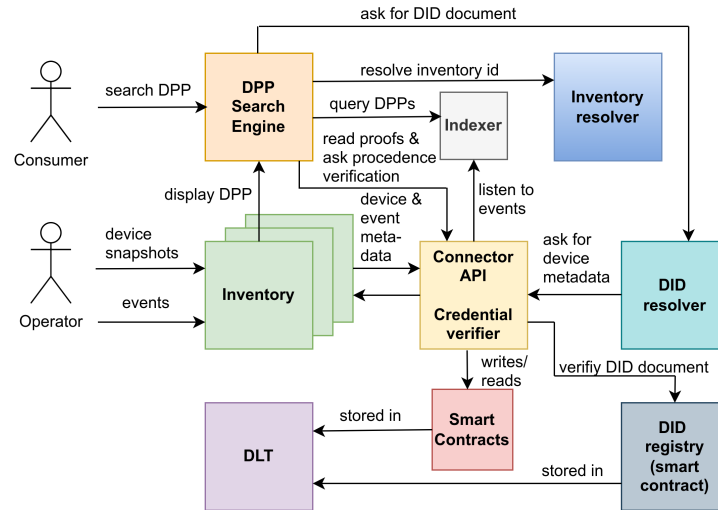 ask for DID document
DPP
Search
Engine
resolve inventory id
search DPP
query DPPs
Inventory
resolver
Indexer
Consumer
read proofs &
ask procedence
verification
display DPP
device &
event
meta-
data
listen to
events
device
snapshots
Connector
API
ask for
device
metadata
Inventory
DID
resolver
events
Credential
verifier
Operator
writes/
reads
verifiy DID document
stored in
Smart
Contracts
DLT
DID
registry
(smart
contract)
stored in